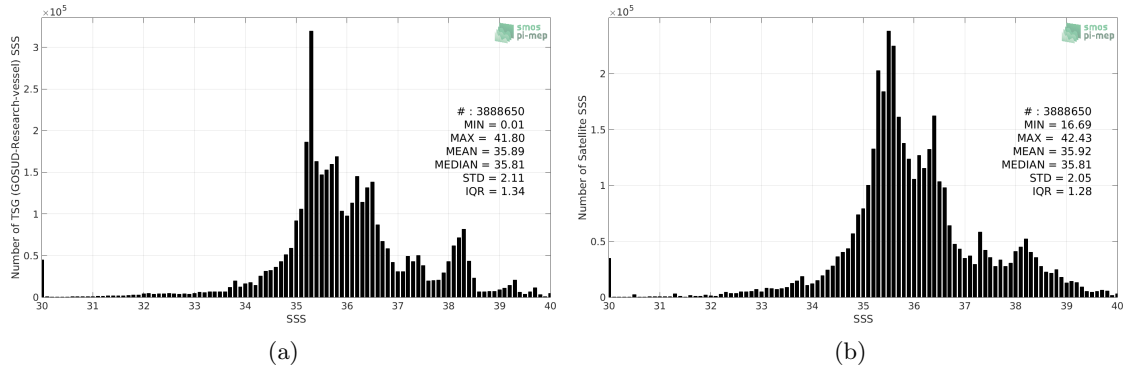 ×10⁵
smos
pi-mep
3
2.5
2
1.5
1
0.5
0
Number of TSG (GOSUD-Research-vessel) SSS
# : 3888650
MIN = 0.01
MAX = 41.80
MEAN = 35.89
MEDIAN = 35.81
STD = 2.11
IQR = 1.34
30 31 32 33 34 35 36 37 38 39 40
SSS
(a)
×10⁵
smos
pi-mep
2
1.5
1
0.5
0
Number of Satellite SSS
# : 3888650
MIN = 16.69
MAX = 42.43
MEAN = 35.92
MEDIAN = 35.81
STD = 2.05
IQR = 1.28
30 31 32 33 34 35 36 37 38 39 40
SSS
(b)